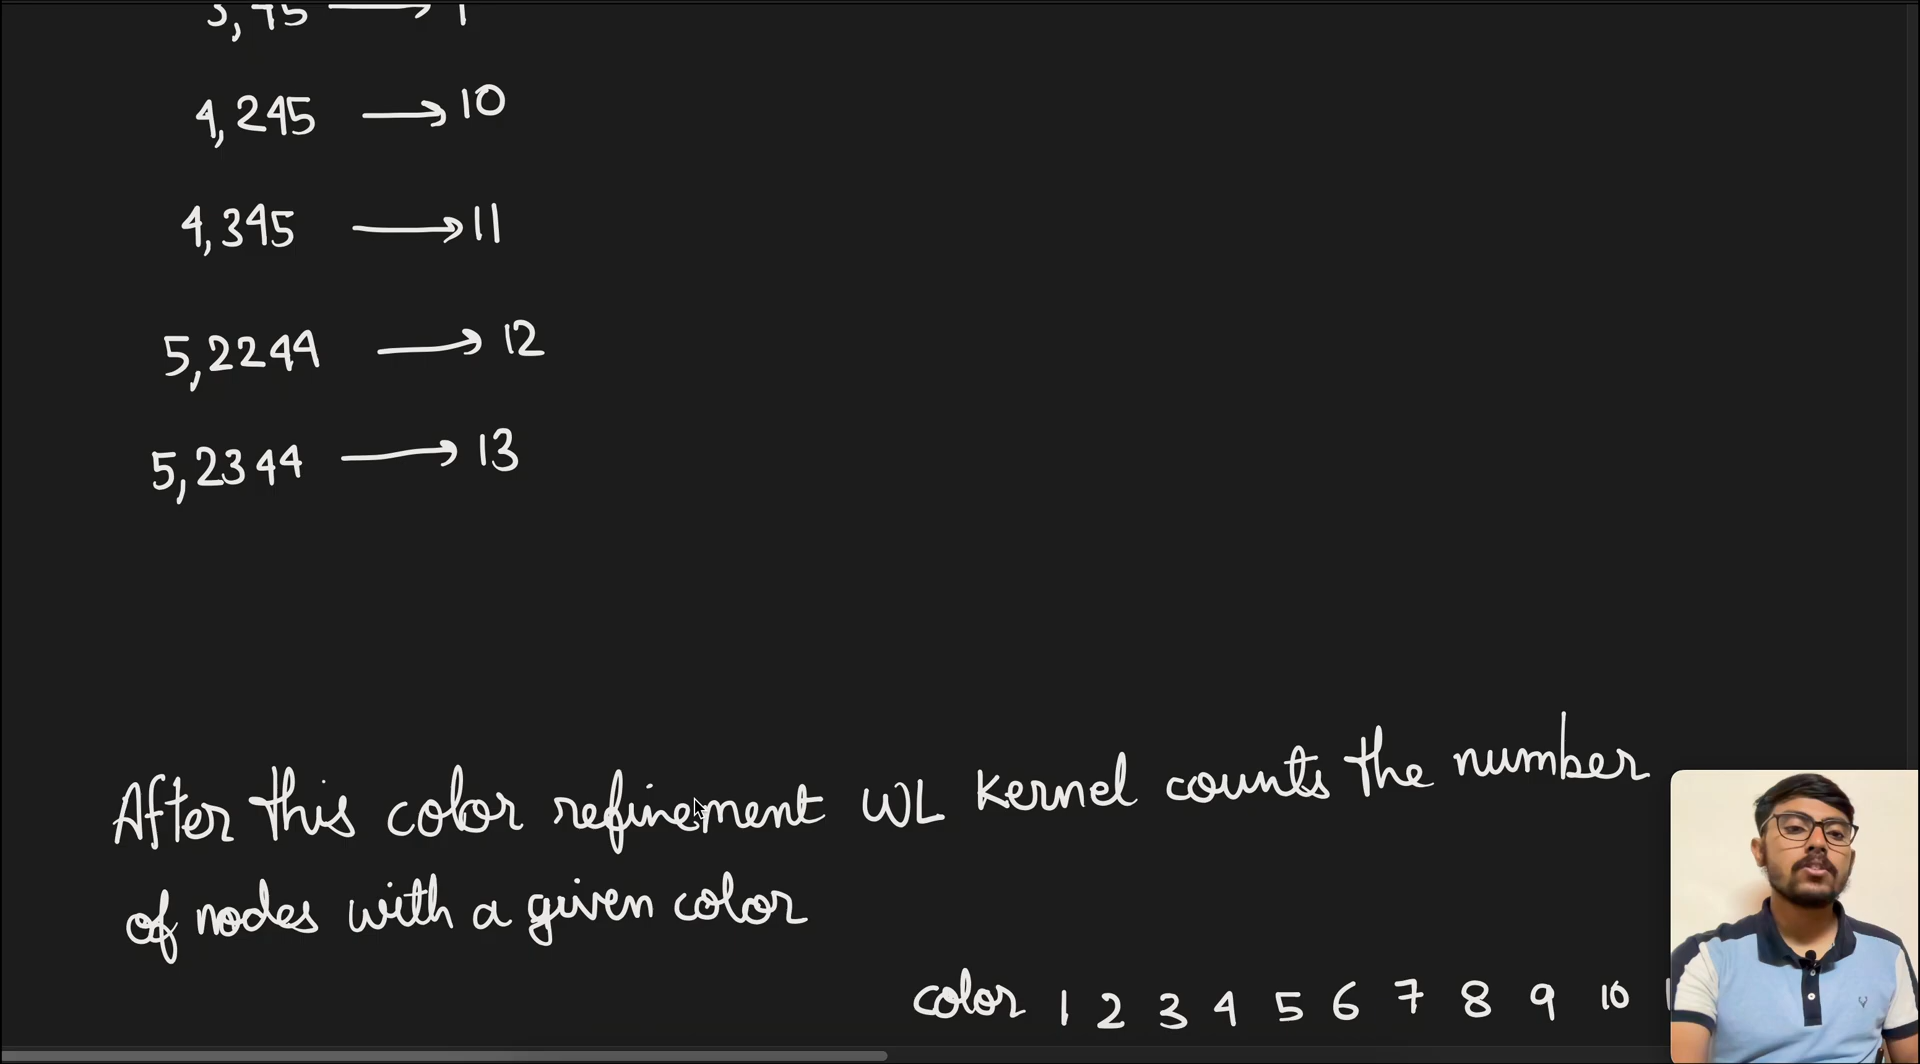 4,245 → 10
4,345 → 11
5,2244 → 12
5,2344 → 13
After this color refinement WL kernel counts the number
of nodes with a given color
color 1 2 3 4 5 6 7 8 9 10